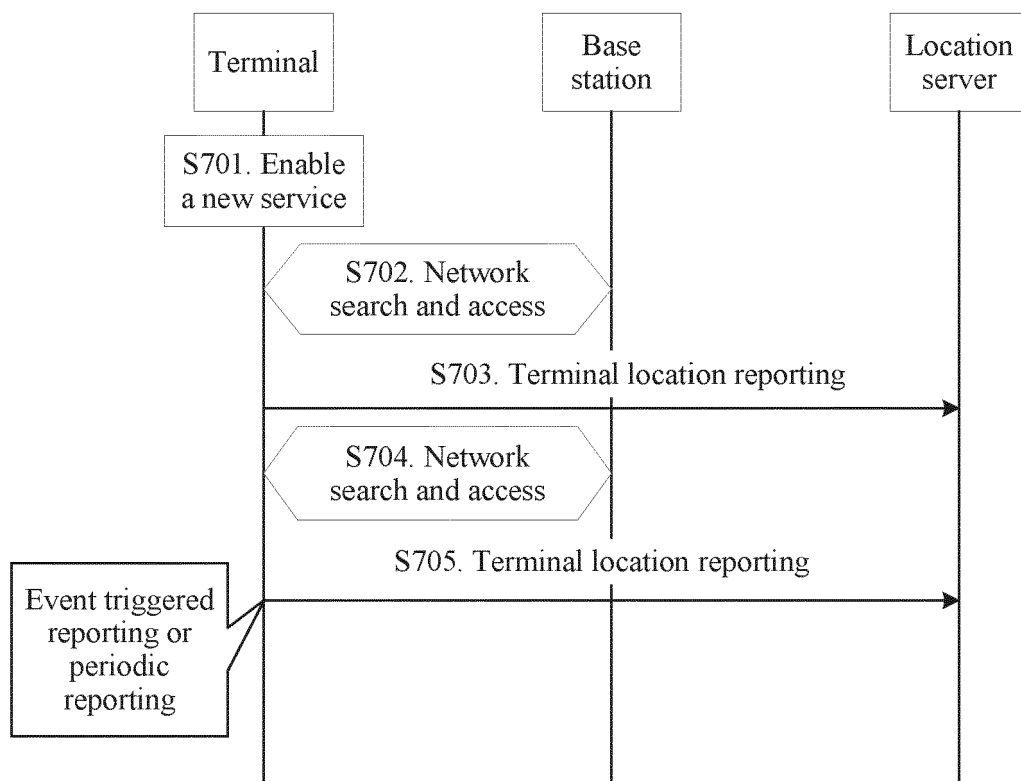 Terminal
Base
station
Location
server
S701. Enable
a new service
S702. Network
search and access
S703. Terminal location reporting
S704. Network
search and access
S705. Terminal location reporting
Event triggered
reporting or
periodic
reporting